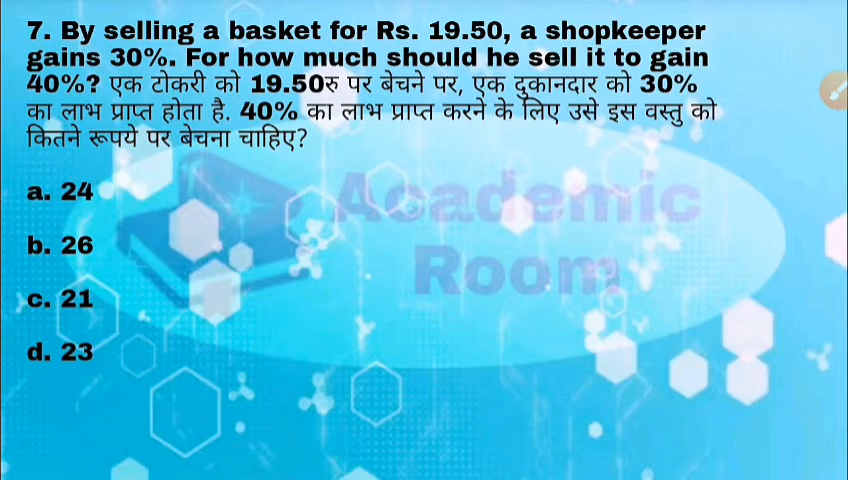 7. By selling a basket for Rs. 19.50, a shopkeeper
gains 30%. For how much should he sell it to gain
40%? एक टोकरी को 19.50रु पर बेचने पर, एक दुकानदार को 30%
का लाभ प्राप्त होता है. 40% का लाभ प्राप्त करने के लिए उसे इस वस्तु को
कितने रूपये पर बेचना चाहिए?
a. 24
Academic
Room
b. 26
c. 21
d. 23